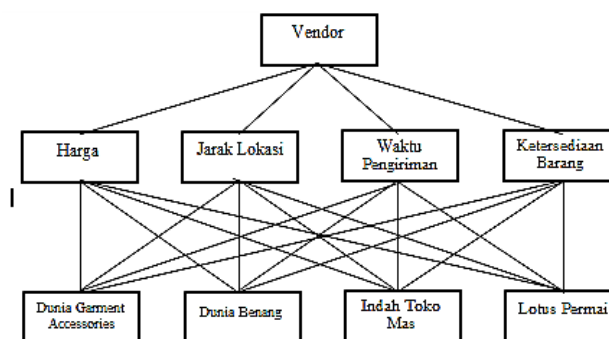 Vendor
Harga
Jarak Lokasi
Waktu
Pengiriman
Ketersediaan
Barang
Dunia Garment
Accessories
Dunia Benang
Indah Toko
Mas
Lotus Permai